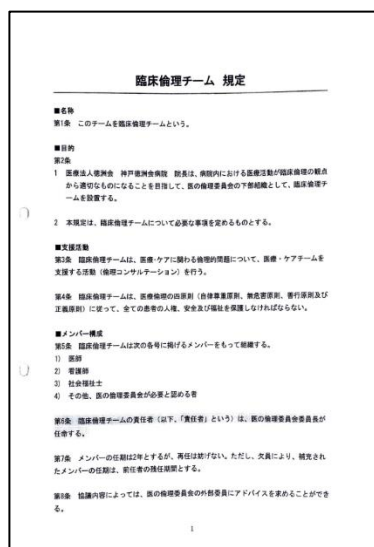 臨床倫理チーム 規定
■名称
第1条 このチームを臨床倫理チームという。
■目的
第2条
1 医療法人徳洲会 神戸徳洲会病院 院長は、病院内における医療活動が臨床倫理の観点
から適切なものになることを目指して、医の倫理委員会の下部組織として、臨床倫理チ
ームを設置する。
2 本規定は、臨床倫理チームについて必要な事項を定めるものとする。
■支援活動
第3条 臨床倫理チームは、医療・ケアに関わる倫理的問題について、医療・ケアチームを
支援する活動(倫理コンサルテーション)を行う。
第4条 臨床倫理チームは、医療倫理の四原則(自律尊重原則、無危害原則、善行原則及び
正義原則)に従って、全ての患者の人権、安全及び福祉を保護しなければならない。
■メンバー構成
第5条 臨床倫理チームは次の各号に掲げるメンバーをもって組織する。
1) 医師
2) 看護師
3) 社会福祉士
4) その他、医の倫理委員会が必要と認める者
第6条 臨床倫理チームの責任者(以下、「責任者」という)は、医の倫理委員会委員長が
任命する。
第7条 メンバーの任期は2年とするが、再任は妨げない。ただし、欠員により、補充され
たメンバーの任期は、前任者の残任期間とする。
第8条 協議内容によっては、医の倫理委員会の外部委員にアドバイスを求めることができ
る。
1